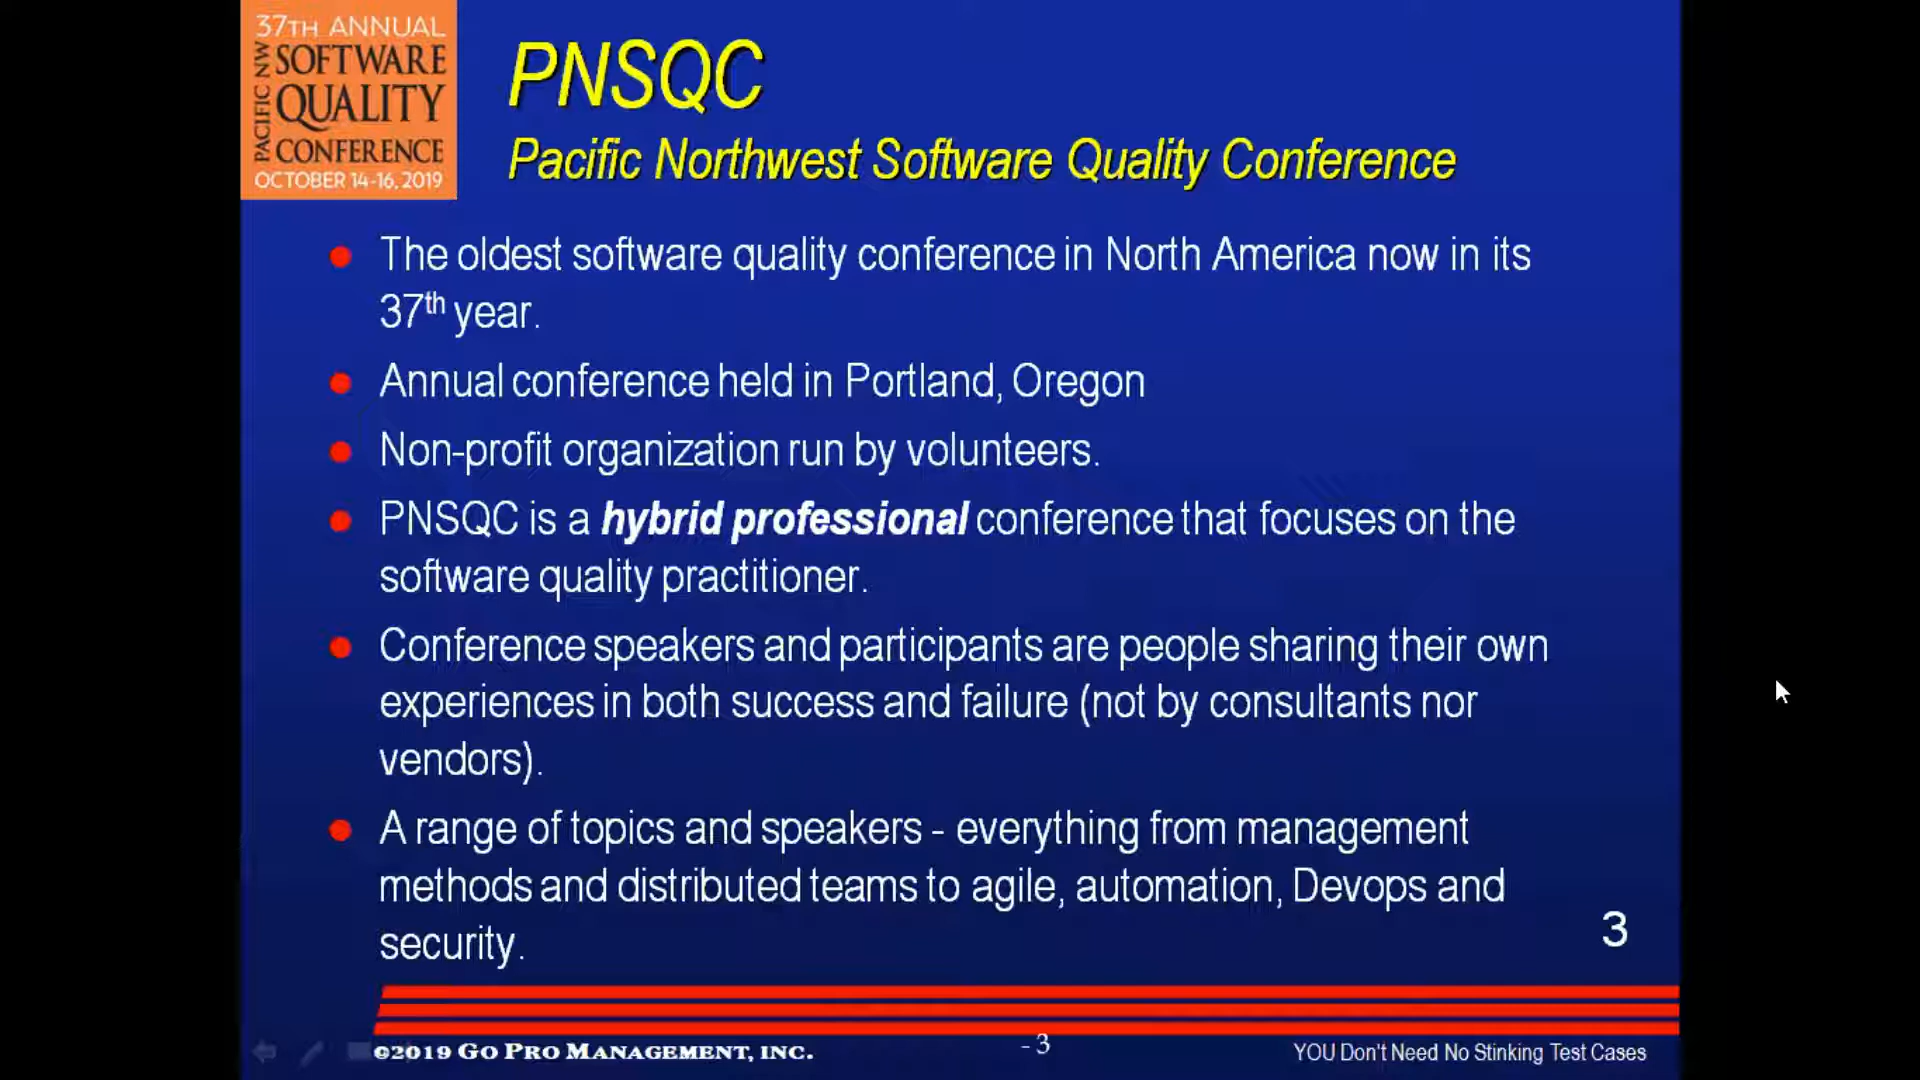 37TH ANNUAL
PACIFIC NW
SOFTWARE
QUALITY
CONFERENCE
OCTOBER 14-16, 2019
PNSQC
Pacific Northwest Software Quality Conference
The oldest software quality conference in North America now in its
37th year.
Annual conference held in Portland, Oregon
Non-profit organization run by volunteers.
PNSQC is a hybrid professional conference that focuses on the
software quality practitioner.
Conference speakers and participants are people sharing their own
experiences in both success and failure (not by consultants nor
vendors).
A range of topics and speakers - everything from management
methods and distributed teams to agile, automation, Devops and
security.
3
©2019 GO PRO MANAGEMENT, INC.
- 3
YOU Don't Need No Stinking Test Cases